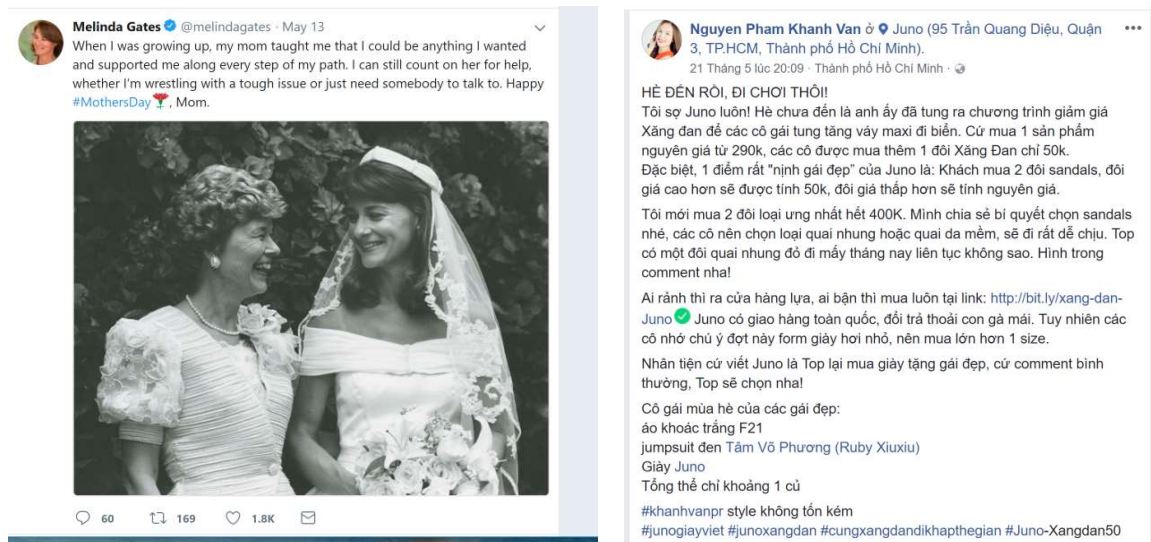 Melinda Gates @melindagates · May 13
When I was growing up, my mom taught me that I could be anything I wanted
and supported me along every step of my path. I can still count on her for help,
whether I'm wrestling with a tough issue or just need somebody to talk to. Happy
#MothersDay, Mom.
60 169 1.8K
Nguyen Pham Khanh Van ở Juno (95 Trần Quang Diệu, Quận
3, TP.HCM, Thành phố Hồ Chí Minh).
21 Tháng 5 lúc 20:09 · Thành phố Hồ Chí Minh ·
HÈ ĐẾN RỒI, ĐI CHƠI THÔI!
Tôi sợ Juno luôn! Hè chưa đến là anh ấy đã tung ra chương trình giảm giá
Xăng đan để các cô gái tung tăng váy maxi đi biển. Cứ mua 1 sản phẩm
nguyên giá từ 290k, các cô được mua thêm 1 đôi Xăng Đan chỉ 50k.
Đặc biệt, 1 điểm rất "nịnh gái đẹp" của Juno là: Khách mua 2 đôi sandals, đôi
giá cao hơn sẽ được tính 50k, đôi giá thấp hơn sẽ tính nguyên giá.
Tôi mới mua 2 đôi loại ưng nhất hết 400K. Mình chia sẻ bí quyết chọn sandals
nhé, các cô nên chọn loại quai nhung hoặc quai da mềm, sẽ đi rất dễ chịu. Top
có một đôi quai nhung đỏ đi mấy tháng nay liên tục không sao. Hình trong
comment nha!
Ai rảnh thì ra cửa hàng lựa, ai bận thì mua luôn tại link: http://bit.ly/xang-dan-
Juno Juno có giao hàng toàn quốc, đổi trả thoải con gà mái. Tuy nhiên các
cô nhớ chú ý đợt này form giày hơi nhỏ, nên mua lớn hơn 1 size.
Nhân tiện cứ viết Juno là Top lại mua giày tặng gái đẹp, cứ comment bình
thường, Top sẽ chọn nha!
Cô gái mùa hè của các gái đẹp:
áo khoác trắng F21
jumpsuit đen Tâm Võ Phương (Ruby Xiuxiu)
Giày Juno
Tổng thể chỉ khoảng 1 củ
#khanhvanpr style không tốn kém
#junogiayviet #junoxangdan #cungxangdandikhapthegian #Juno-Xangdan50